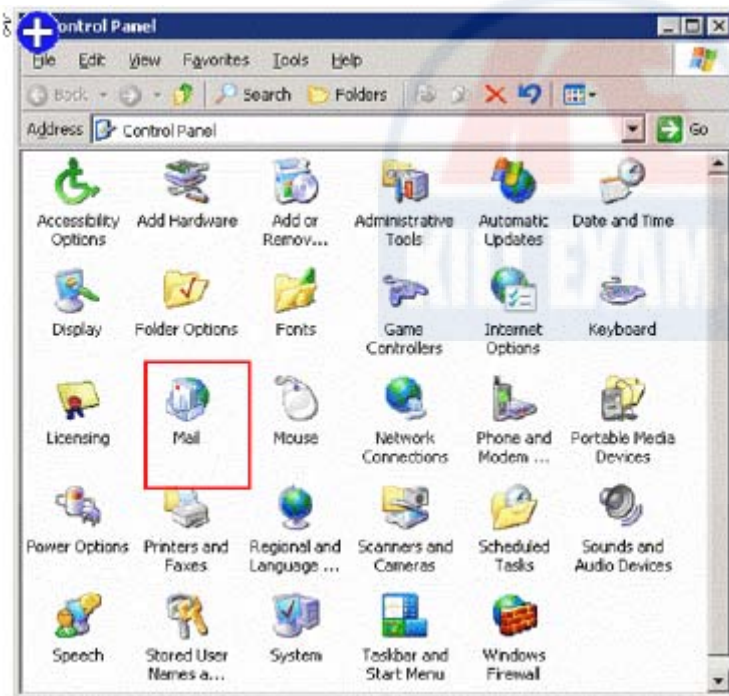 Control Panel
File Edit View Favorites Tools Help
Back Search Folders
Address Control Panel Go
Accessibility Options
Add Hardware
Add or Remov...
Administrative Tools
Automatic Updates
Date and Time
Display
Folder Options
Fonts
Game Controllers
Internet Options
Keyboard
Licensing
Mail
Mouse
Network Connections
Phone and Modem ...
Portable Media Devices
Power Options
Printers and Faxes
Regional and Language ...
Scanners and Cameras
Scheduled Tasks
Sounds and Audio Devices
Speech
Stored User Names a...
System
Taskbar and Start Menu
Windows Firewall
KILL EXAM